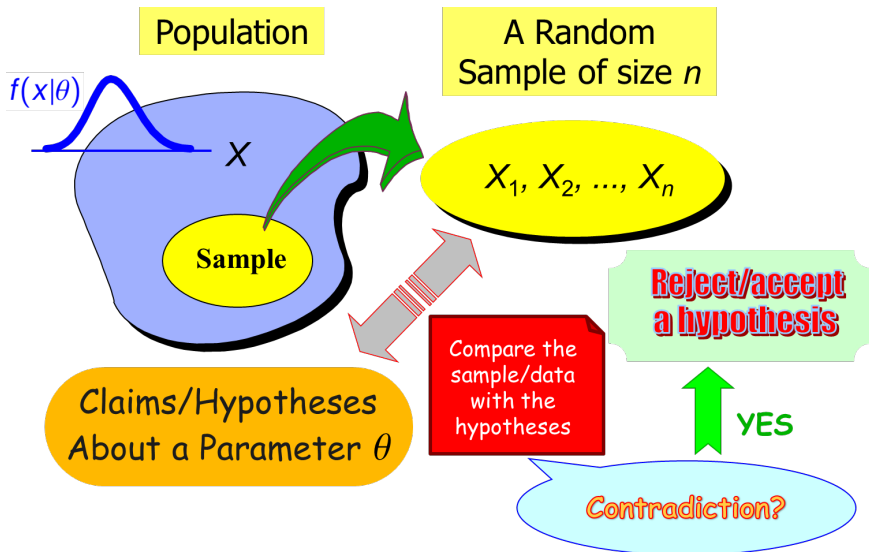 Population
A Random
Sample of size n
f(x|θ)
X
X₁, X₂, ..., Xₙ
Sample
Reject/accept
a hypothesis
Compare the
sample/data
with the
hypotheses
Claims/Hypotheses
About a Parameter θ
YES
Contradiction?